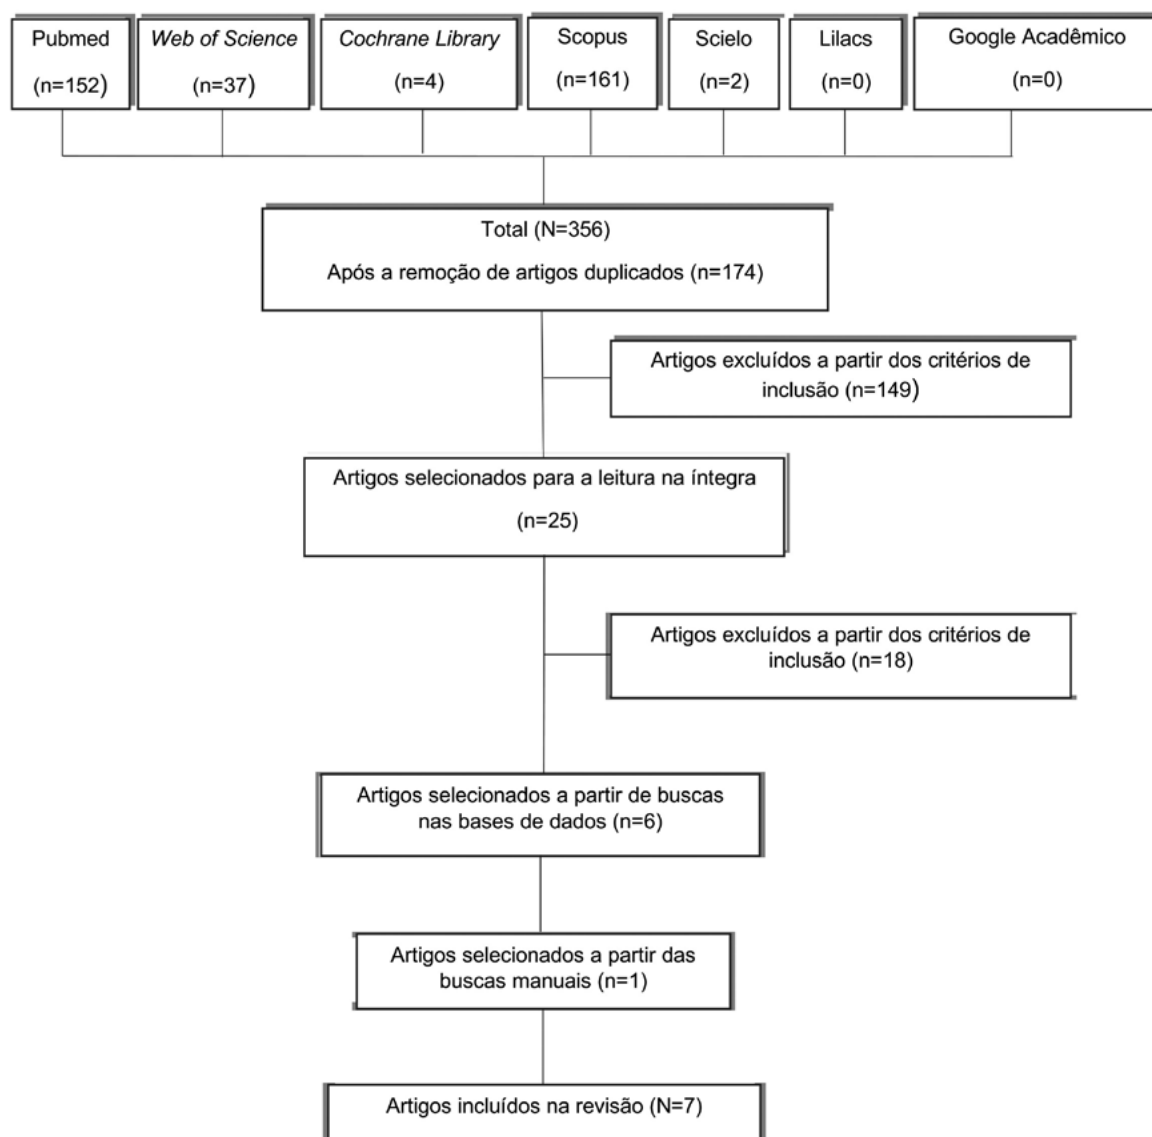 Pubmed
(n=152)
Web of Science
(n=37)
Cochrane Library
(n=4)
Scopus
(n=161)
Scielo
(n=2)
Lilacs
(n=0)
Google Acadêmico
(n=0)
Total (N=356)
Após a remoção de artigos duplicados (n=174)
Artigos excluídos a partir dos critérios de
inclusão (n=149)
Artigos selecionados para a leitura na íntegra
(n=25)
Artigos excluídos a partir dos critérios de
inclusão (n=18)
Artigos selecionados a partir de buscas
nas bases de dados (n=6)
Artigos selecionados a partir das
buscas manuais (n=1)
Artigos incluídos na revisão (N=7)